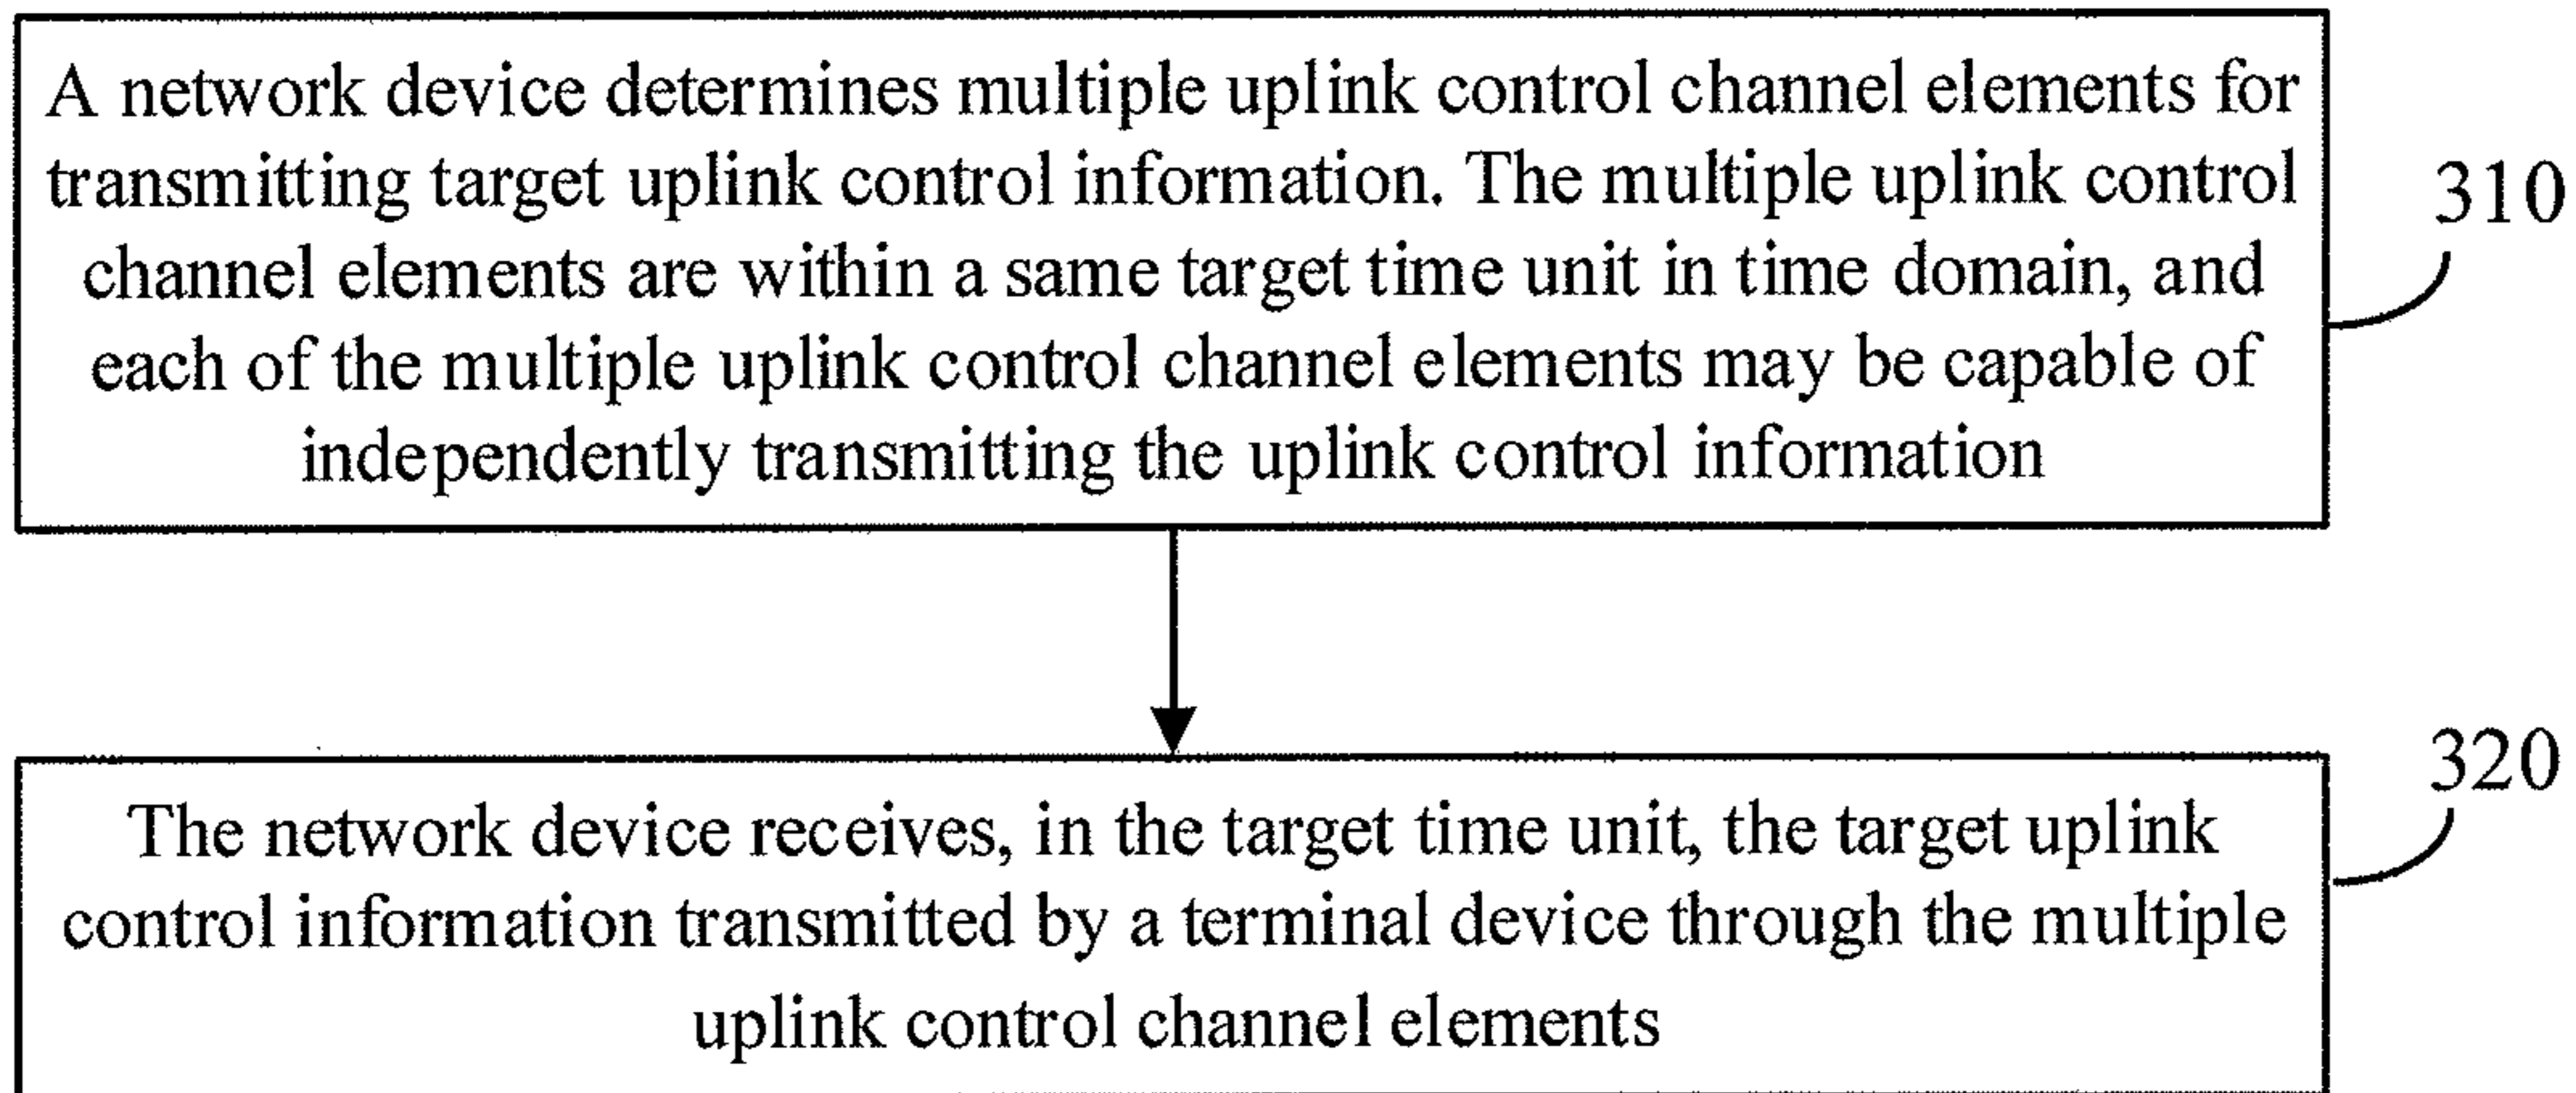 A network device determines multiple uplink control channel elements for
transmitting target uplink control information. The multiple uplink control
channel elements are within a same target time unit in time domain, and
each of the multiple uplink control channel elements may be capable of
independently transmitting the uplink control information
310
The network device receives, in the target time unit, the target uplink
control information transmitted by a terminal device through the multiple
uplink control channel elements
320